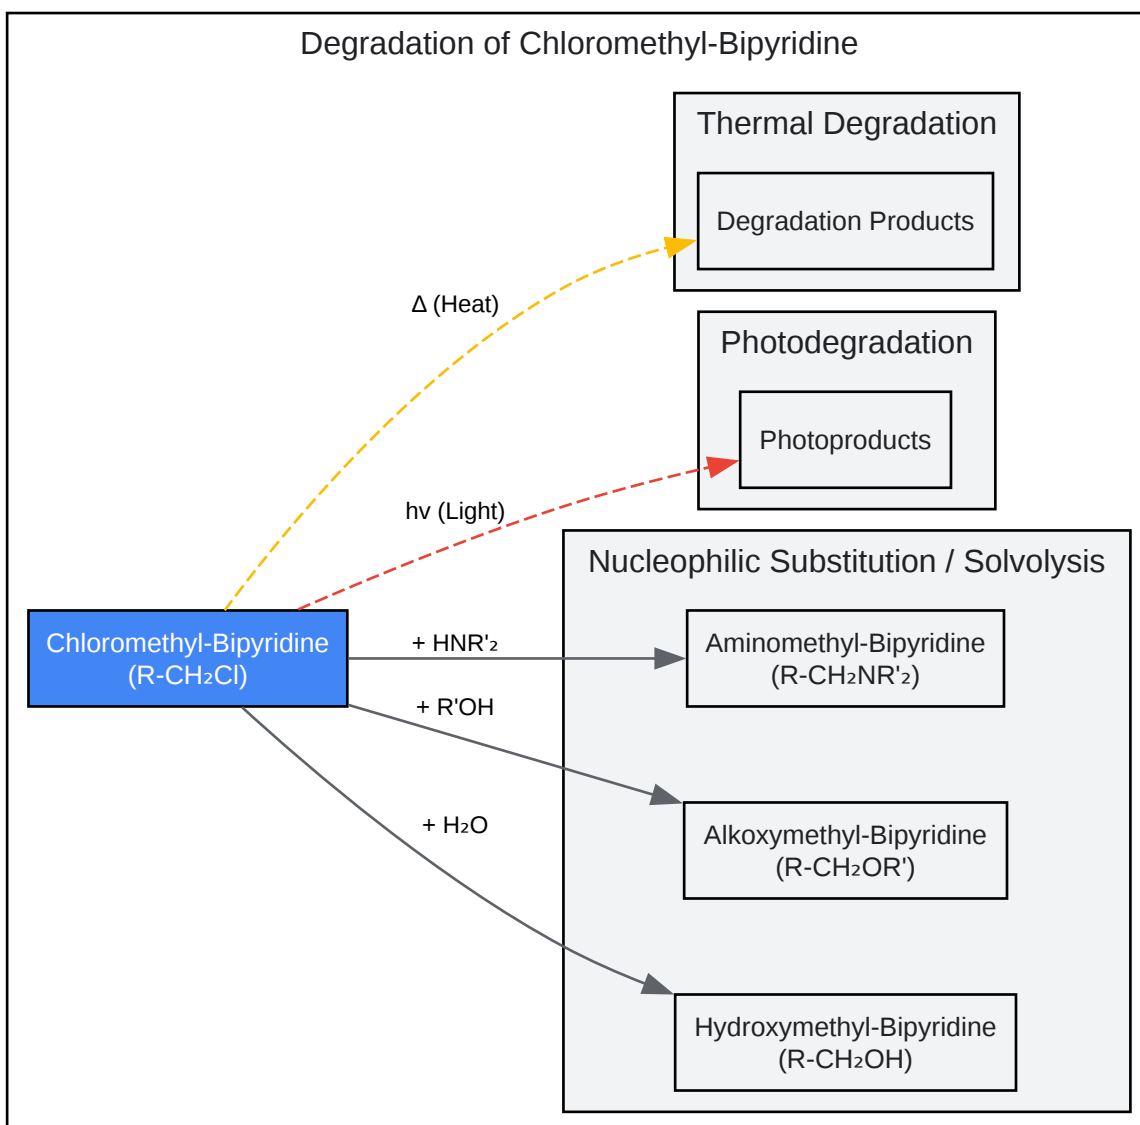 Degradation of Chloromethyl-Bipyridine
Thermal Degradation
Degradation Products
Δ (Heat)
Photodegradation
Photoproducts
hv (Light)
Nucleophilic Substitution / Solvolysis
Chloromethyl-Bipyridine
(R-CH₂Cl)
+ HNR'₂
Aminomethyl-Bipyridine
(R-CH₂NR'₂)
+ R'OH
Alkoxymethyl-Bipyridine
(R-CH₂OR')
+ H₂O
Hydroxymethyl-Bipyridine
(R-CH₂OH)